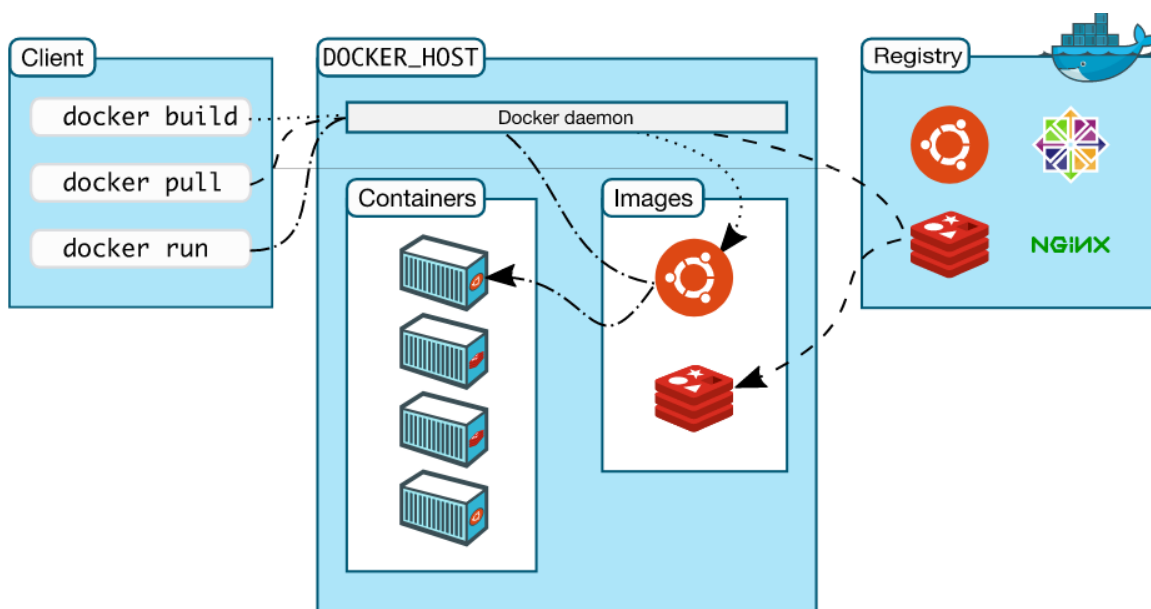 Client
docker build
docker pull
docker run
DOCKER_HOST
Docker daemon
Containers
Images
Registry
NGiNX